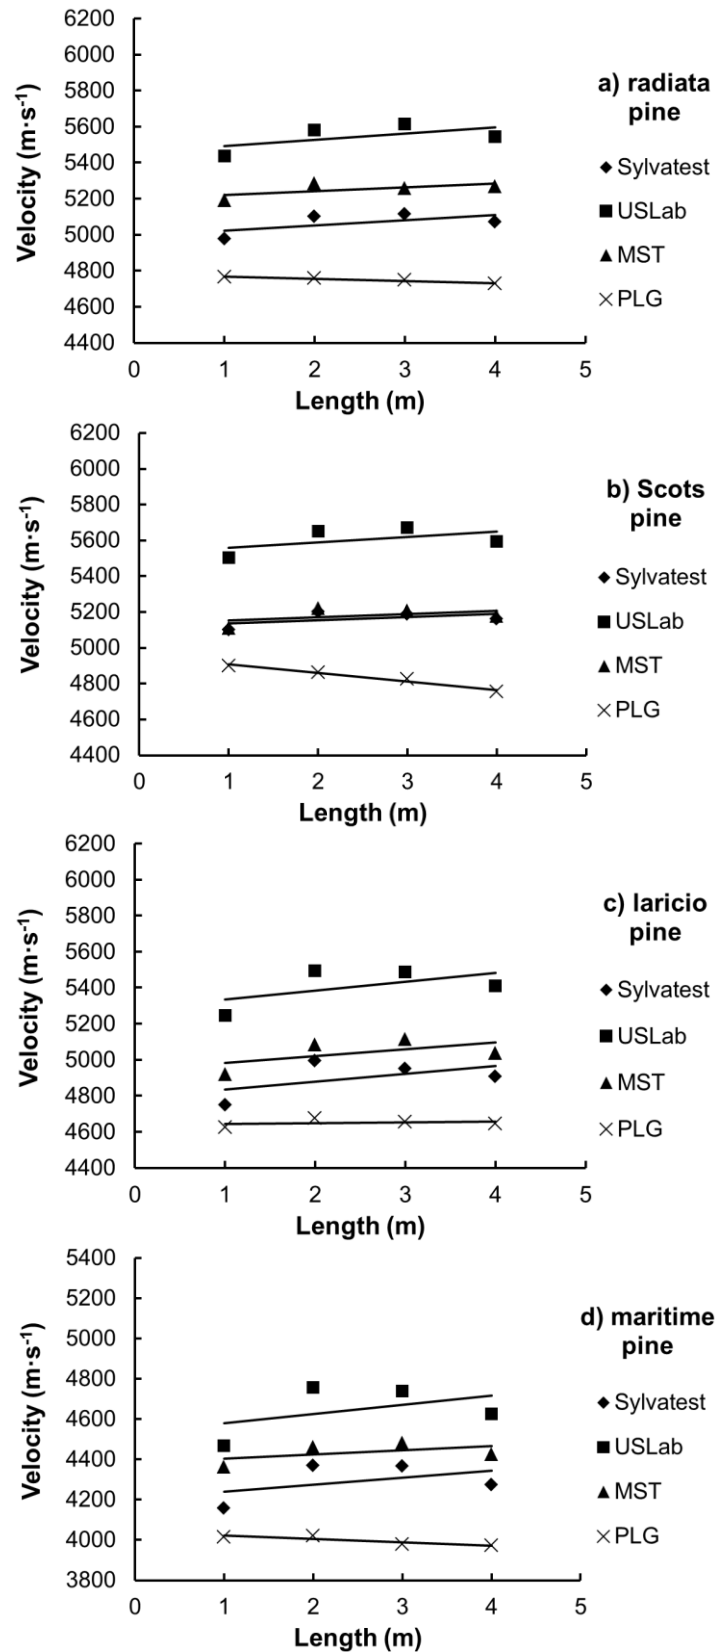 6200
6000
5800
5600
5400
5200
5000
4800
4600
4400
Velocity (m·s-1)
0 1 2 3 4 5
Length (m)
a) radiata
pine
Sylvatest
USLab
MST
PLG
6200
6000
5800
5600
5400
5200
5000
4800
4600
4400
Velocity (m·s-1)
0 1 2 3 4 5
Length (m)
b) Scots
pine
Sylvatest
USLab
MST
PLG
6200
6000
5800
5600
5400
5200
5000
4800
4600
4400
Velocity (m·s-1)
0 1 2 3 4 5
Length (m)
c) laricio
pine
Sylvatest
USLab
MST
PLG
5400
5200
5000
4800
4600
4400
4200
4000
3800
Velocity (m·s-1)
0 1 2 3 4 5
Length (m)
d) maritime
pine
Sylvatest
USLab
MST
PLG